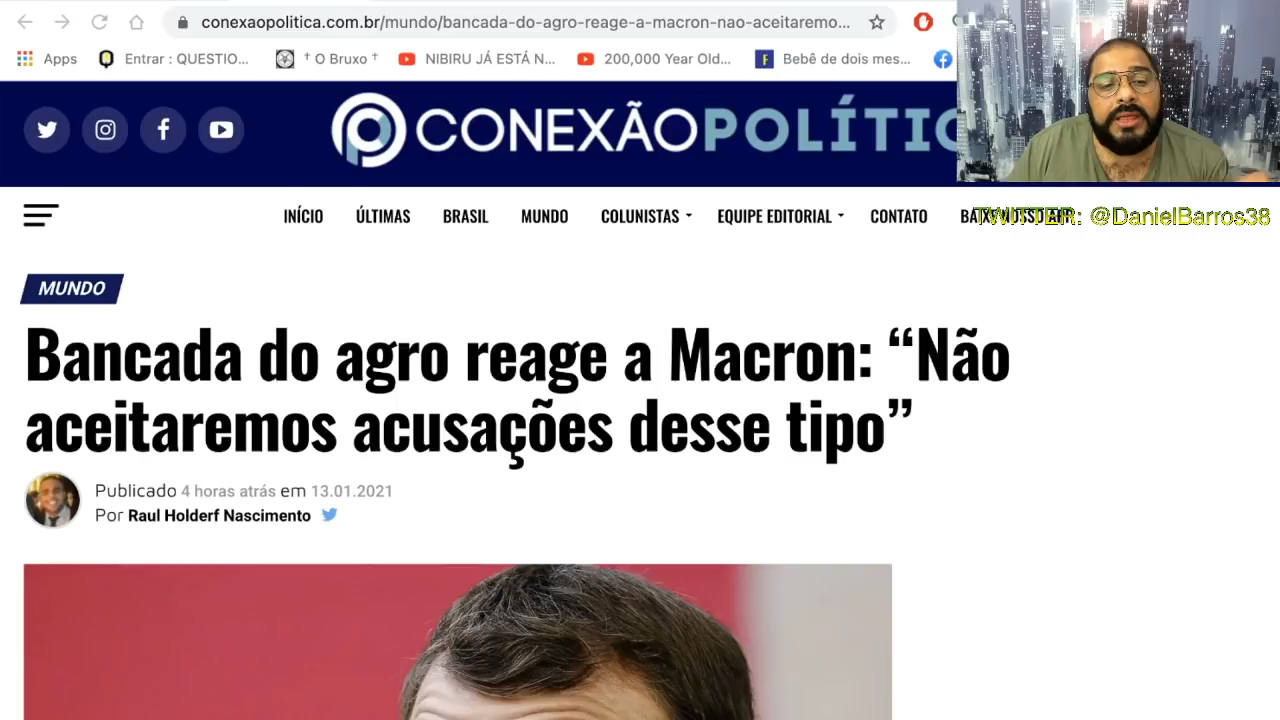 conexaopolitica.com.br/mundo/bancada-do-agro-reage-a-macron-nao-aceitaremo...
Apps
Entrar : QUESTIO...
† O Bruxo †
NIBIRU JÁ ESTÁ N...
200,000 Year Old...
Bebê de dois mes...
CONEXÃOPOLÍTIC
INÍCIO
ÚLTIMAS
BRASIL
MUNDO
COLUNISTAS
EQUIPE EDITORIAL
CONTATO
TWITTER: @DanielBarros38
MUNDO
Bancada do agro reage a Macron: “Não
aceitaremos acusações desse tipo”
Publicado 4 horas atrás em 13.01.2021
Por Raul Holderf Nascimento